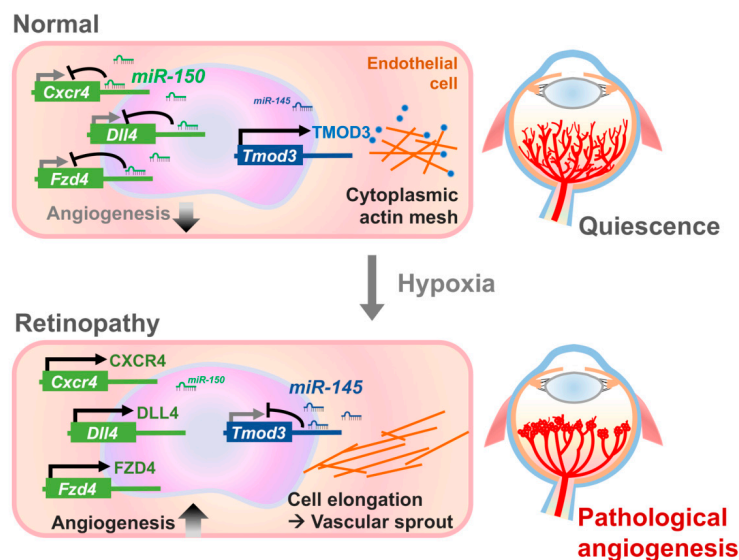 Normal
Cxcr4
miR-150
Endothelial
cell
Dll4
miR-145
TMOD3
Tmod3
Fzd4
Angiogenesis
Cytoplasmic
actin mesh
Quiescence
Hypoxia
Retinopathy
CXCR4
Cxcr4
miR-150
miR-145
DLL4
Dll4
Tmod3
FZD4
Fzd4
Cell elongation
→ Vascular sprout
Angiogenesis
Pathological
angiogenesis